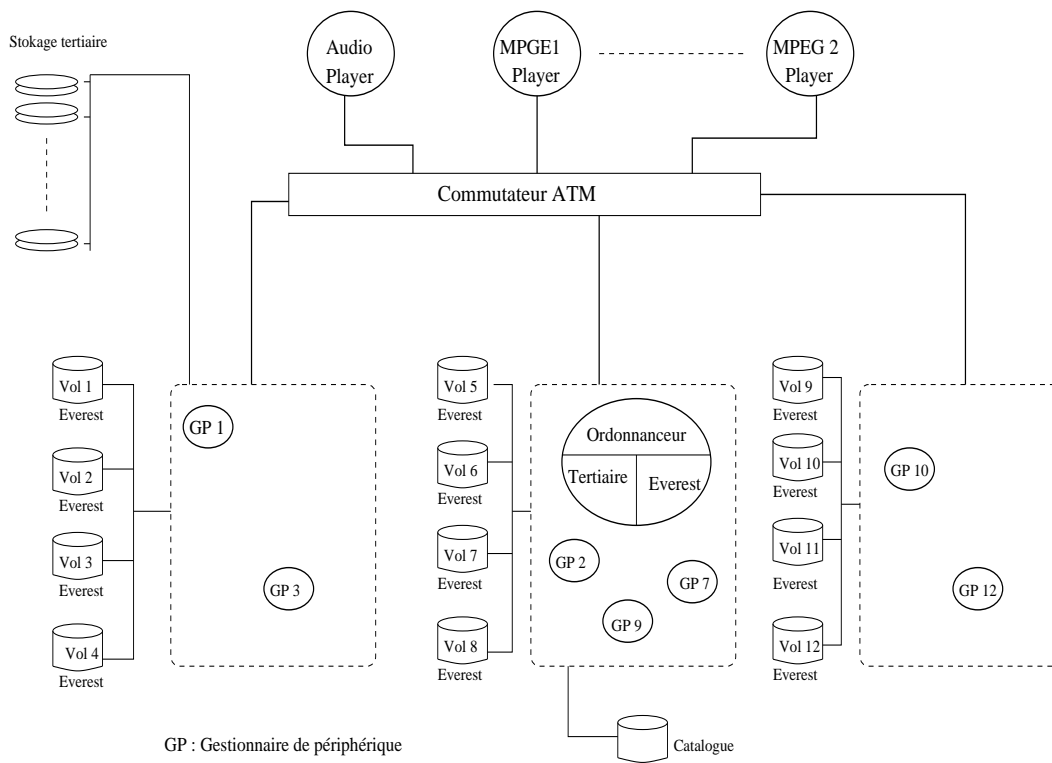 Stokage tertiaire
Audio
Player
MPGE1
Player
MPEG 2
Player
Commutateur ATM
Vol 1
Everest
Vol 2
Everest
Vol 3
Everest
Vol 4
Everest
GP 1
GP 3
Vol 5
Everest
Vol 6
Everest
Vol 7
Everest
Vol 8
Everest
Ordonnanceur
Tertiaire
Everest
GP 2
GP 7
GP 9
Vol 9
Everest
Vol 10
Everest
Vol 11
Everest
Vol 12
Everest
GP 10
GP 12
GP : Gestionnaire de périphérique
Catalogue